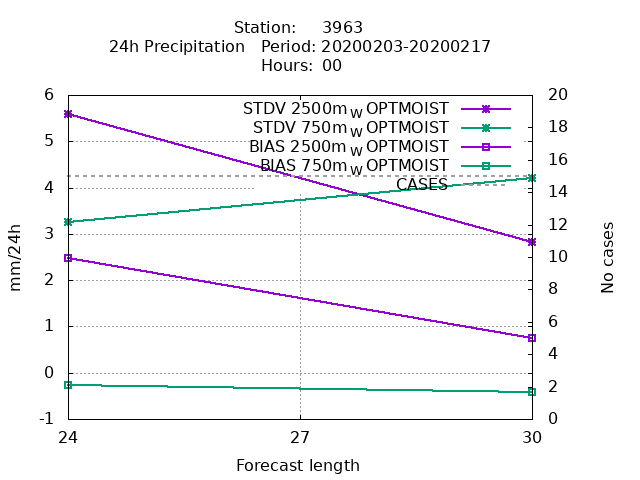 Station: 3963
24h Precipitation Period: 20200203-20200217
Hours: 00
STDV 2500m W OPTMOIST
STDV 750m W OPTMOIST
BIAS 2500m W OPTMOIST
BIAS 750m W OPTMOIST
CASES
6
5
4
3
2
1
0
-1
20
18
16
14
12
10
8
6
4
2
0
mm/24h
No cases
24 27 30
Forecast length